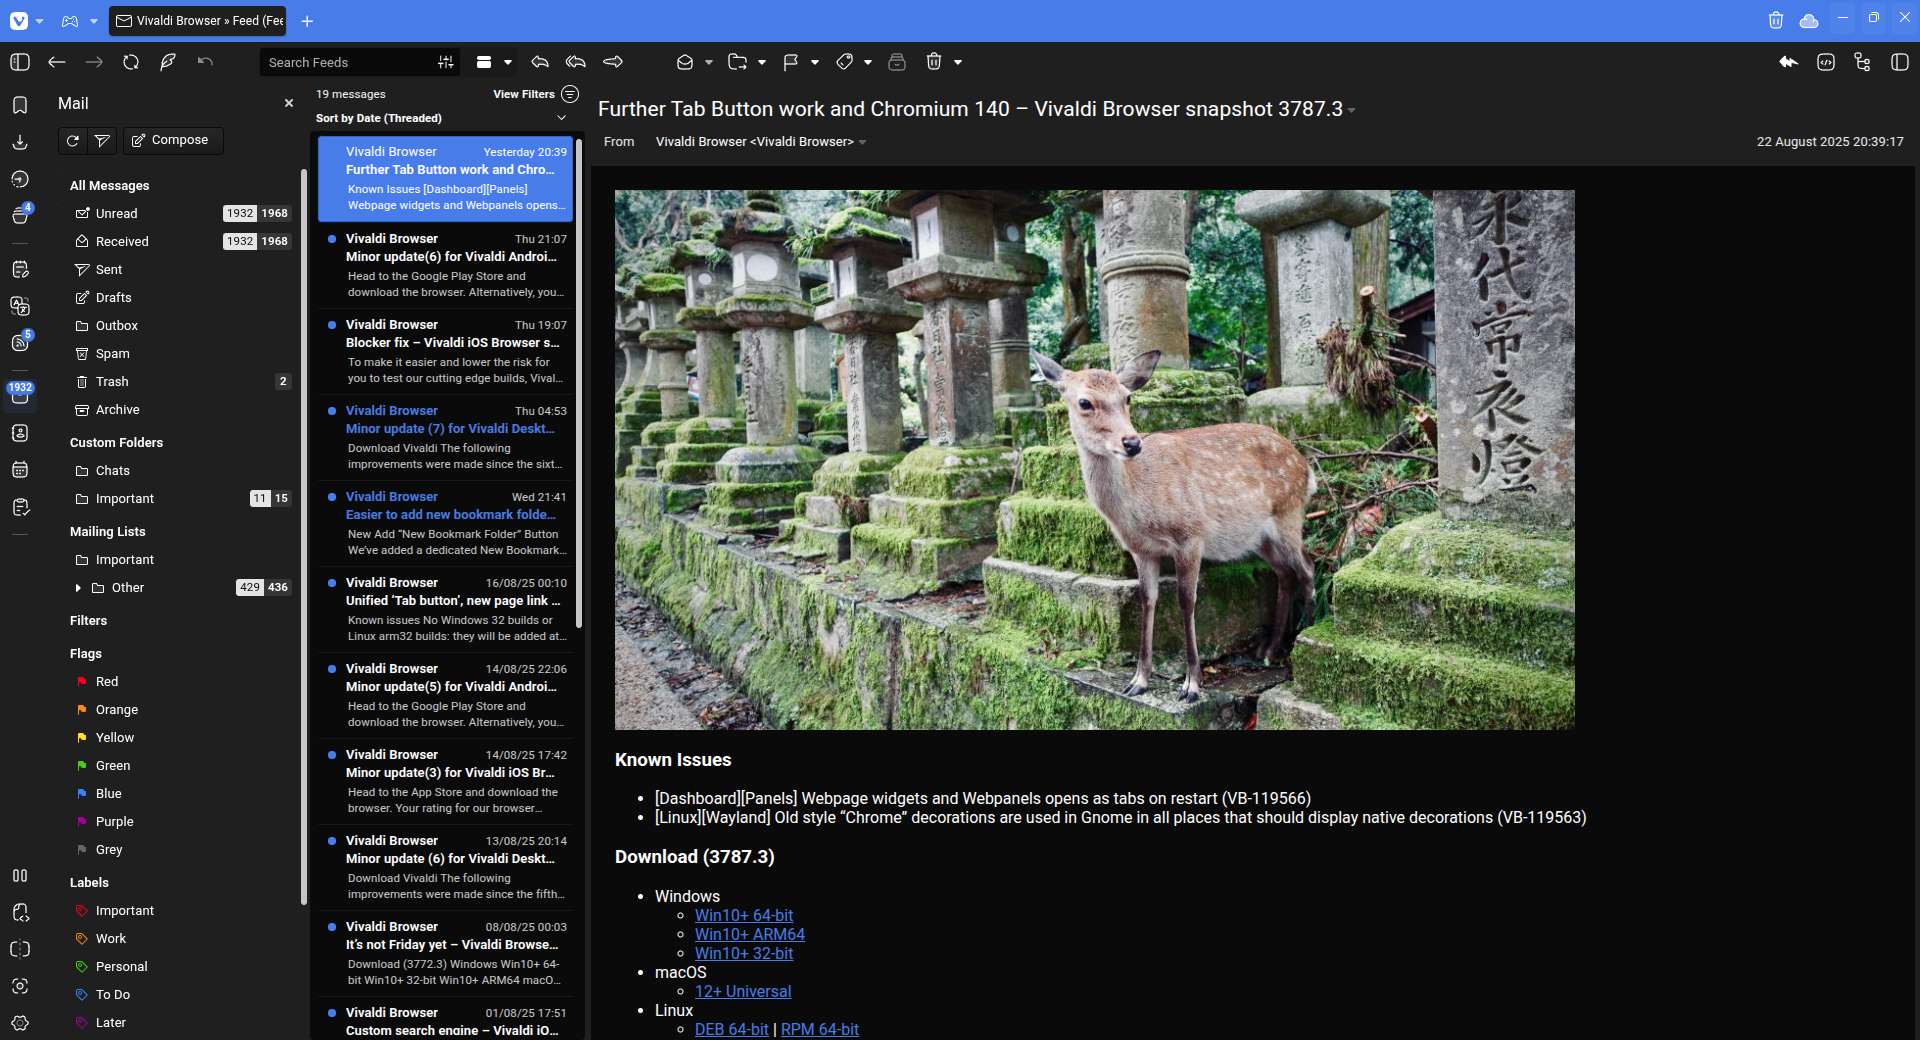 Vivaldi Browser » Feed (Fee
Search Feeds
Mail
Compose
All Messages
Unread 1932 1968
Received 1932 1968
Sent
Drafts
Outbox
Spam
Trash 2
Archive
Custom Folders
Chats
Important 11 15
Mailing Lists
Important
Other 429 436
Filters
Flags
Red
Orange
Yellow
Green
Blue
Purple
Grey
Labels
Important
Work
Personal
To Do
Later
4
5
1932
19 messages View Filters
Sort by Date (Threaded)
Vivaldi Browser Yesterday 20:39
Further Tab Button work and Chro...
Known Issues [Dashboard][Panels]
Webpage widgets and Webpanels opens...
Vivaldi Browser Thu 21:07
Minor update(6) for Vivaldi Androi...
Head to the Google Play Store and
download the browser. Alternatively, you...
Vivaldi Browser Thu 19:07
Blocker fix – Vivaldi iOS Browser s...
To make it easier and lower the risk for
you to test our cutting edge builds, Vival...
Vivaldi Browser Thu 04:53
Minor update (7) for Vivaldi Deskt...
Download Vivaldi The following
improvements were made since the sixt...
Vivaldi Browser Wed 21:41
Easier to add new bookmark folde...
New Add “New Bookmark Folder” Button
We’ve added a dedicated New Bookmark...
Vivaldi Browser 16/08/25 00:10
Unified ‘Tab button’, new page link ...
Known issues No Windows 32 builds or
Linux arm32 builds: they will be added at...
Vivaldi Browser 14/08/25 22:06
Minor update(5) for Vivaldi Androi...
Head to the Google Play Store and
download the browser. Alternatively, you...
Vivaldi Browser 14/08/25 17:42
Minor update(3) for Vivaldi iOS Br...
Head to the App Store and download the
browser. Your rating for our browser...
Vivaldi Browser 13/08/25 20:14
Minor update (6) for Vivaldi Deskt...
Download Vivaldi The following
improvements were made since the fifth...
Vivaldi Browser 08/08/25 00:03
It’s not Friday yet – Vivaldi Browse...
Download (3772.3) Windows Win10+ 64-
bit Win10+ 32-bit Win10+ ARM64 macO...
Vivaldi Browser 01/08/25 17:51
Custom search engine – Vivaldi iO...
Further Tab Button work and Chromium 140 – Vivaldi Browser snapshot 3787.3
From Vivaldi Browser <Vivaldi Browser> 22 August 2025 20:39:17
代常衣燈
Known Issues
[Dashboard][Panels] Webpage widgets and Webpanels opens as tabs on restart (VB-119566)
[Linux][Wayland] Old style “Chrome” decorations are used in Gnome in all places that should display native decorations (VB-119563)
Download (3787.3)
Windows
Win10+ 64-bit
Win10+ ARM64
Win10+ 32-bit
macOS
12+ Universal
Linux
DEB 64-bit | RPM 64-bit